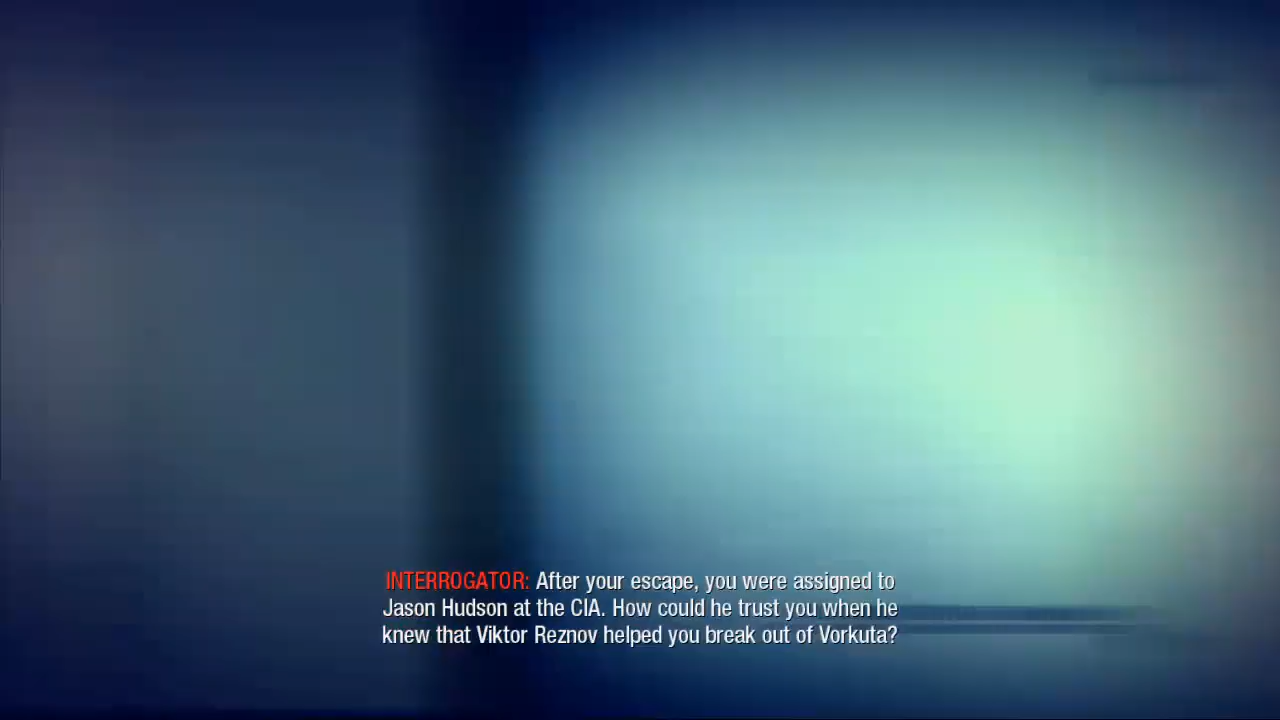 INTERROGATOR: After your escape, you were assigned to
Jason Hudson at the CIA. How could he trust you when he
knew that Viktor Reznov helped you break out of Vorkuta?